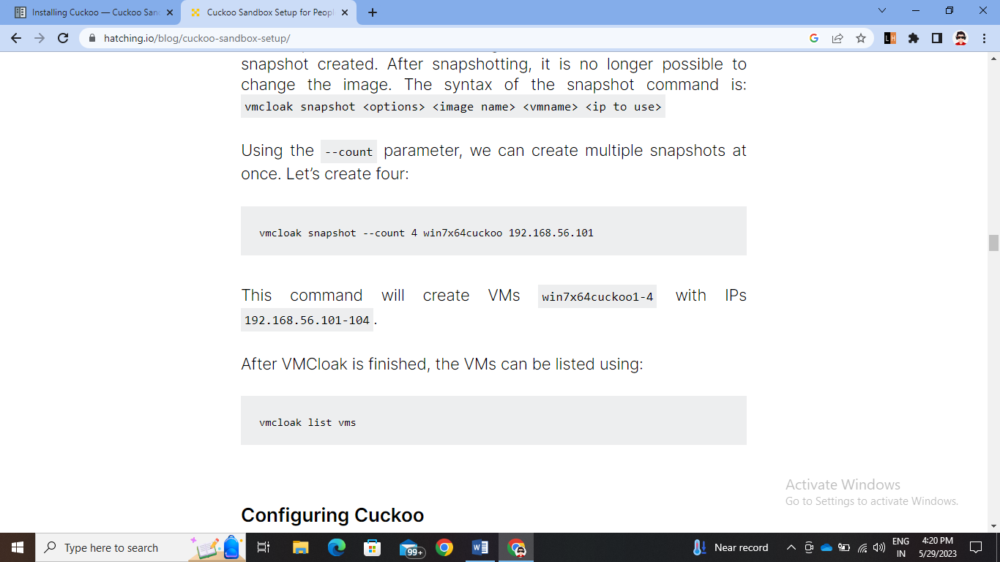 Installing Cuckoo — Cuckoo San
Cuckoo Sandbox Setup for Peopl
hatching.io/blog/cuckoo-sandbox-setup/
snapshot created. After snapshotting, it is no longer possible to
change the image. The syntax of the snapshot command is:
vmcloak snapshot <options> <image name> <vmname> <ip to use>
Using the --count parameter, we can create multiple snapshots at
once. Let's create four:
vmcloak snapshot --count 4 win7x64cuckoo 192.168.56.101
This command will create VMs win7x64cuckoo1-4 with IPs
192.168.56.101-104.
After VMCloak is finished, the VMs can be listed using:
vmcloak list vms
Activate Windows
Go to Settings to activate Windows.
Configuring Cuckoo
Type here to search
99+
Near record
ENG
IN
4:20 PM
5/29/2023